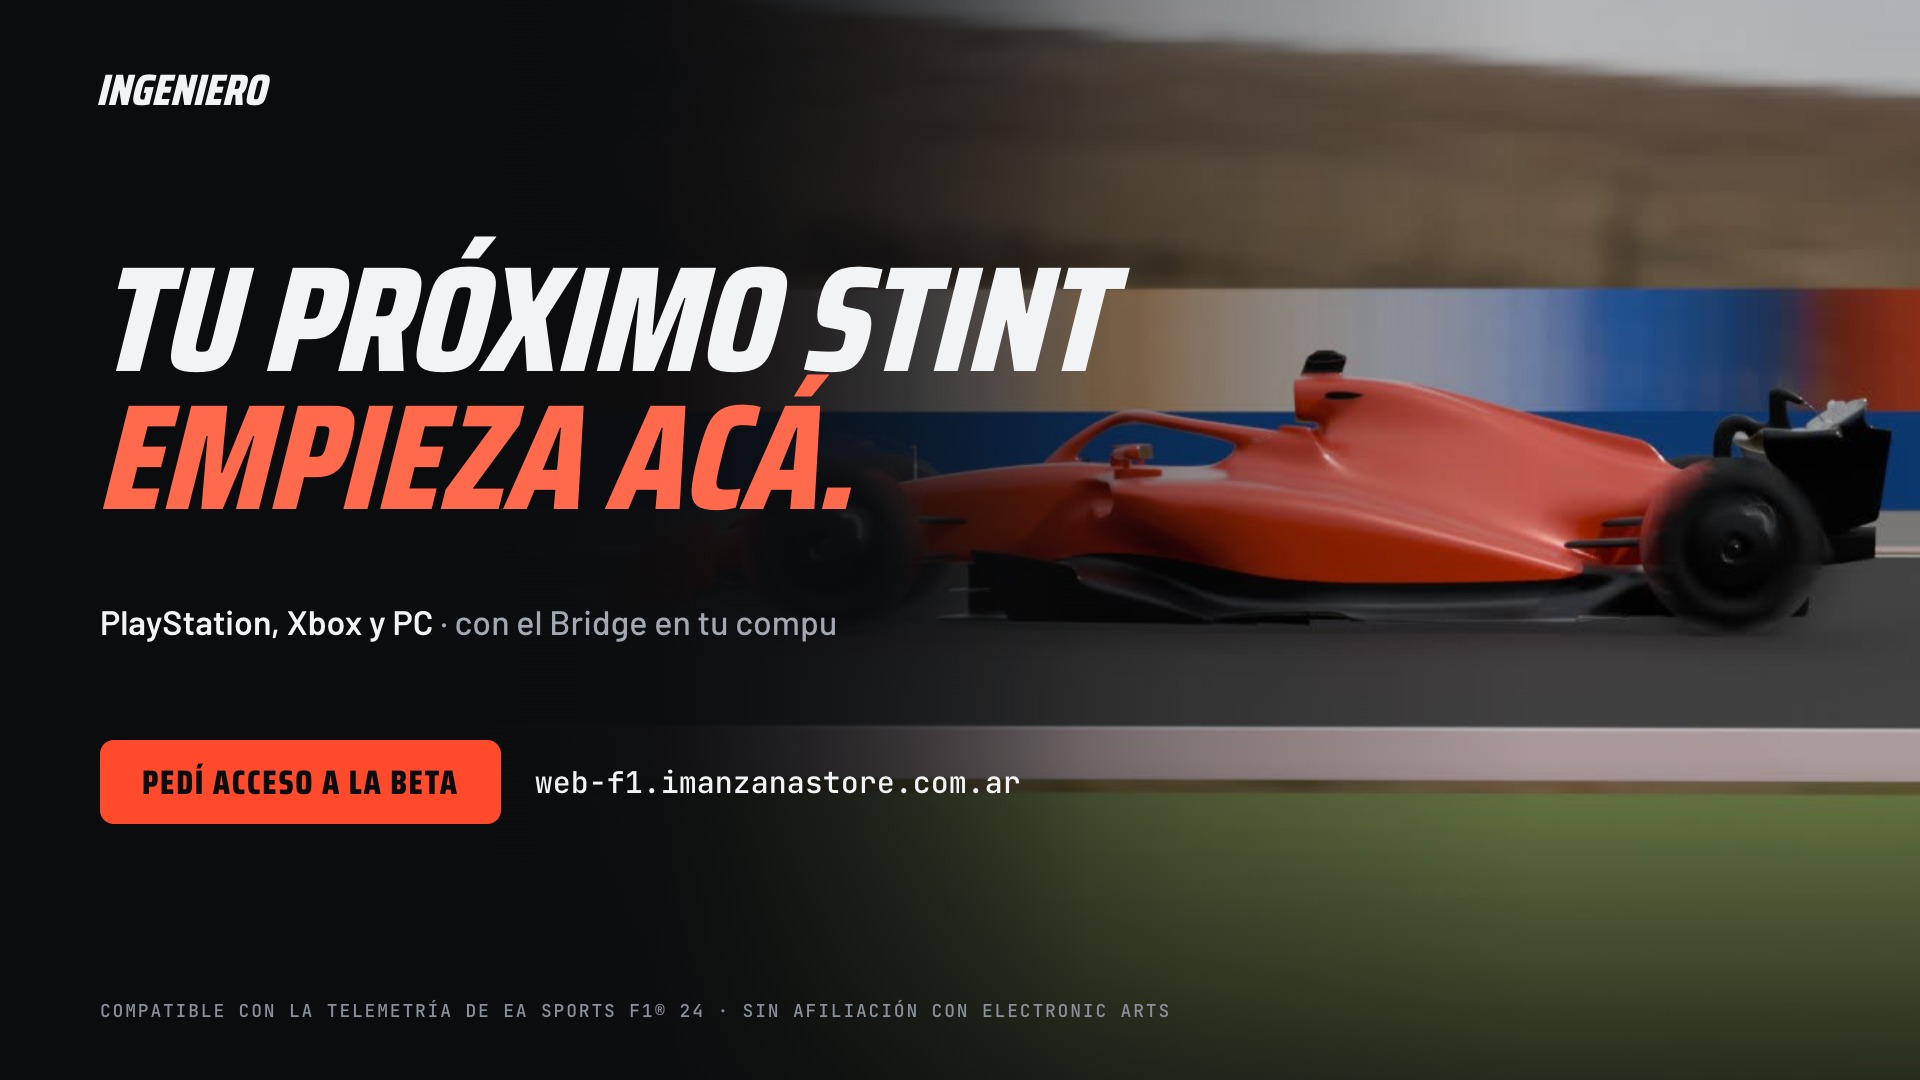 INGENIERO
TU PRÓXIMO STINT
EMPIEZA ACÁ.
PlayStation, Xbox y PC · con el Bridge en tu compu
PEDÍ ACCESO A LA BETA
web-f1.imanzanastore.com.ar
COMPATIBLE CON LA TELEMETRÍA DE EA SPORTS F1® 24 · SIN AFILIACIÓN CON ELECTRONIC ARTS